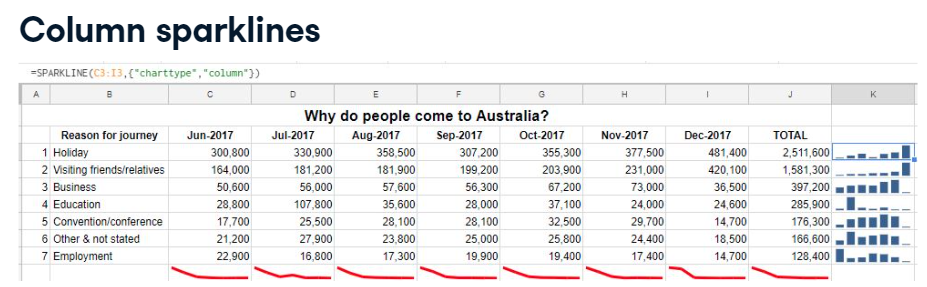 Column sparklines
=SPARKLINE(C3:I3,{"charttype","column"})
A B C D E F G H I J K
Why do people come to Australia?
Reason for journey Jun-2017 Jul-2017 Aug-2017 Sep-2017 Oct-2017 Nov-2017 Dec-2017 TOTAL
1 Holiday 300,800 330,900 358,500 307,200 355,300 377,500 481,400 2,511,600
2 Visiting friends/relatives 164,000 181,200 181,900 199,200 203,900 231,000 420,100 1,581,300
3 Business 50,600 56,000 57,600 56,300 67,200 73,000 36,500 397,200
4 Education 28,800 107,800 35,600 28,000 37,100 24,000 24,600 285,900
5 Convention/conference 17,700 25,500 28,100 28,100 32,500 29,700 14,700 176,300
6 Other & not stated 21,200 27,900 23,800 25,000 25,800 24,400 18,500 166,600
7 Employment 22,900 16,800 17,300 19,900 19,400 17,400 14,700 128,400